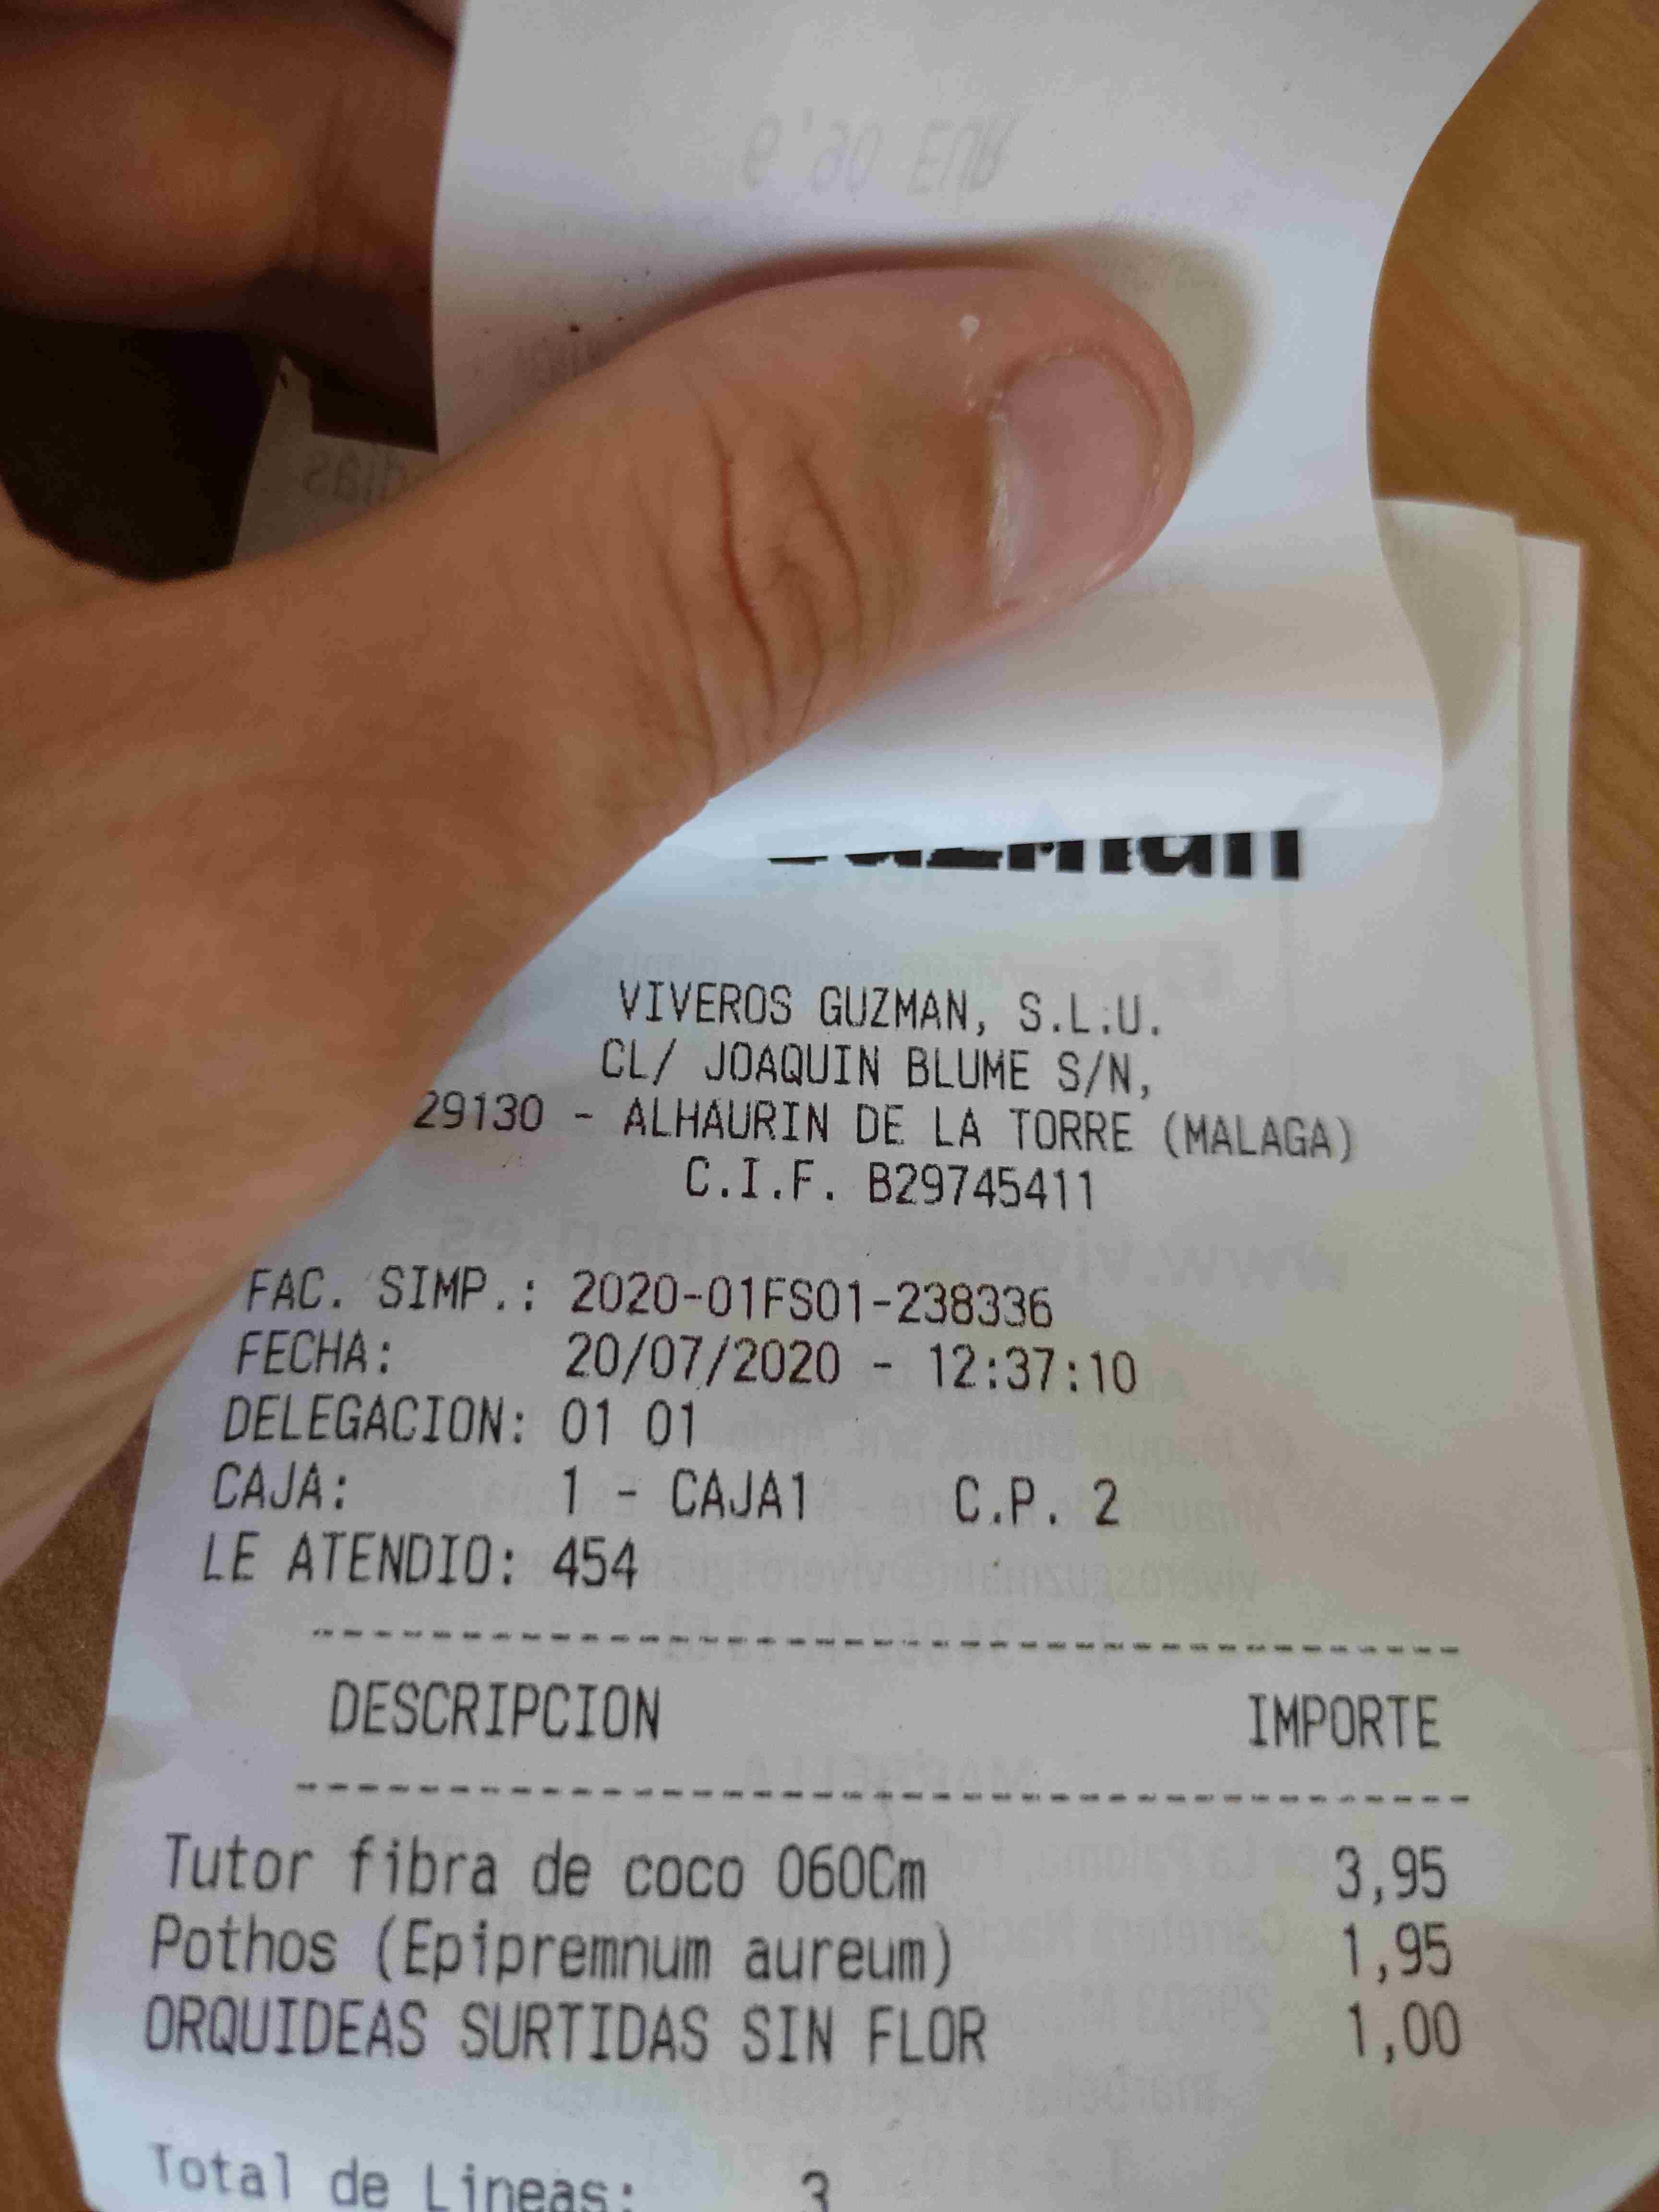 VIVEROS GUZMAN, S.L.U.
CL/ JOAQUIN BLUME S/N,
29130 - ALHAURIN DE LA TORRE (MALAGA)
C.I.F. B29745411
FAC. SIMP.: 2020-01FS01-238336
FECHA: 20/07/2020 - 12:37:10
DELEGACION: 01 01
CAJA: 1 - CAJA1 C.P. 2
LE ATENDIO: 454
DESCRIPCION IMPORTE
Tutor fibra de coco 060Cm 3,95
Pothos (Epipremnum aureum) 1,95
ORQUIDEAS SURTIDAS SIN FLOR 1,00
Total de Lineas: 3